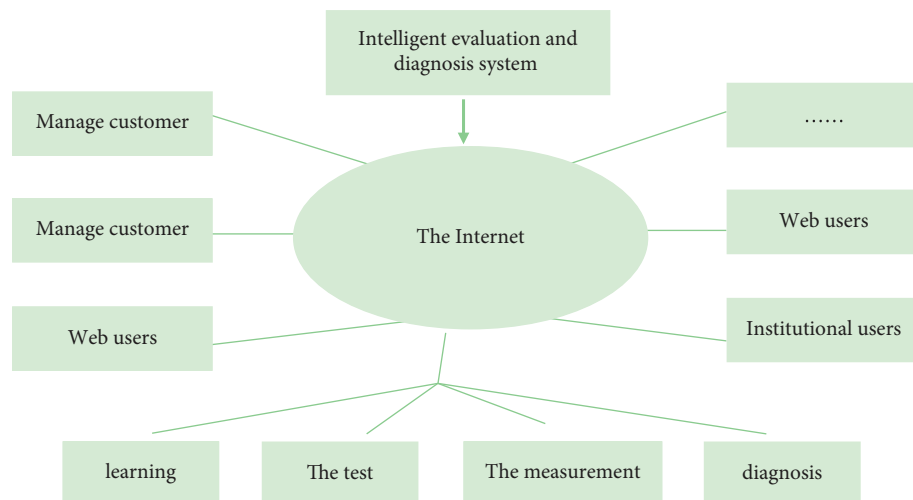 Intelligent evaluation and
diagnosis system
Manage customer
……
Manage customer
The Internet
Web users
Web users
Institutional users
learning
The test
The measurement
diagnosis